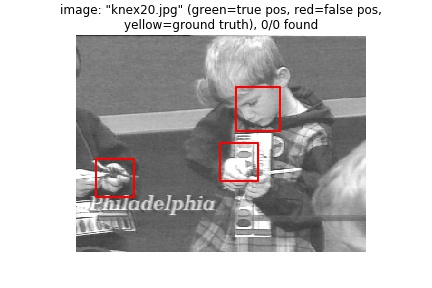 image: "knex20.jpg" (green=true pos, red=false pos,
yellow=ground truth), 0/0 found
Philadelphia